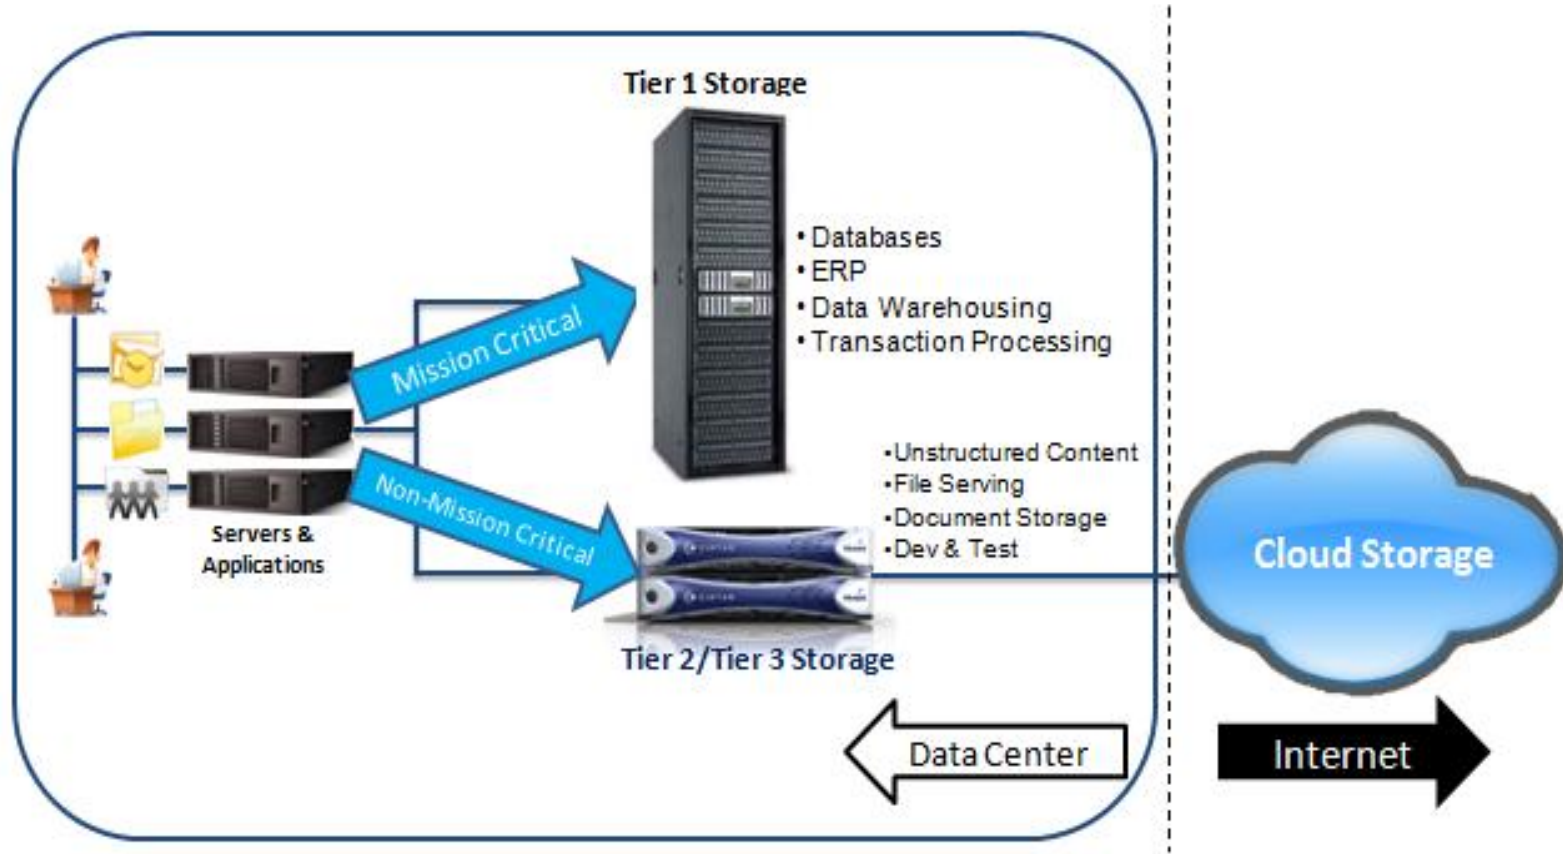 Tier 1 Storage
• Databases
• ERP
• Data Warehousing
• Transaction Processing
Mission Critical
Non-Mission Critical
Servers &
Applications
•Unstructured Content
•File Serving
•Document Storage
•Dev & Test
Tier 2/Tier 3 Storage
Cloud Storage
Data Center
Internet